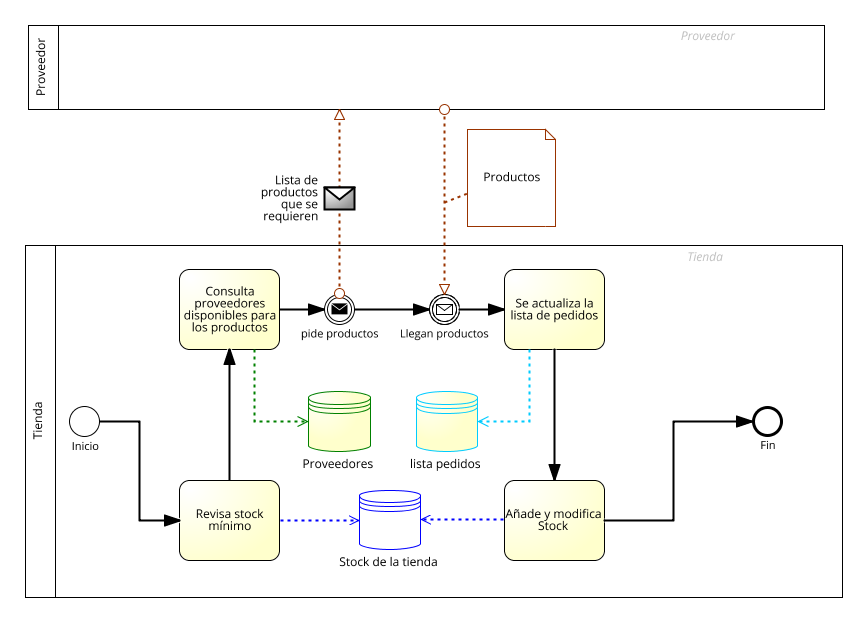 Proveedor
Proveedor
Lista de
productos
que se
requieren
Productos
Tienda
Tienda
Consulta
proveedores
disponibles para
los productos
pide productos
Llegan productos
Se actualiza la
lista de pedidos
Inicio
Proveedores
lista pedidos
Fin
Revisa stock
mínimo
Stock de la tienda
Añade y modifica
Stock